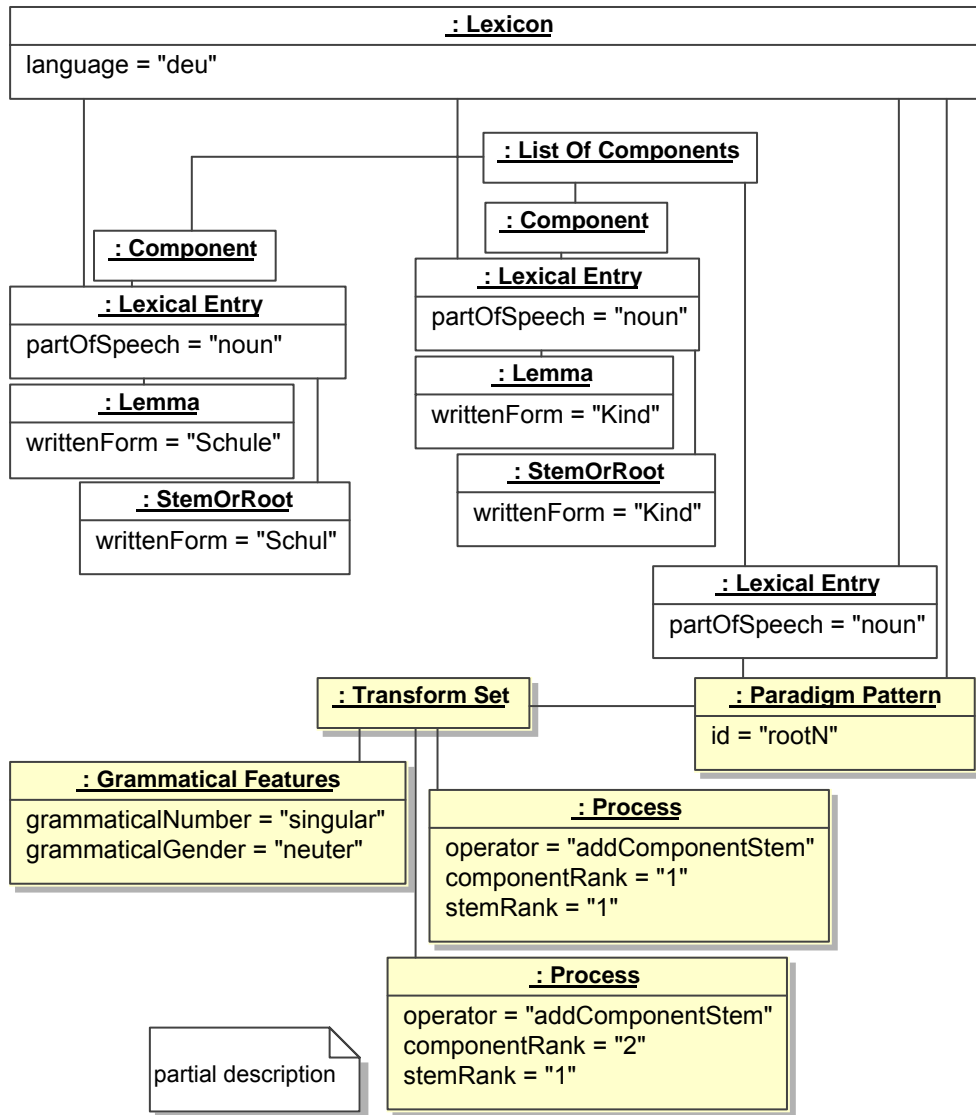 : Lexicon
language = "deu"
: List Of Components
: Component
: Component
: Lexical Entry
partOfSpeech = "noun"
: Lexical Entry
partOfSpeech = "noun"
: Lemma
writtenForm = "Schule"
: Lemma
writtenForm = "Kind"
: StemOrRoot
writtenForm = "Schul"
: StemOrRoot
writtenForm = "Kind"
: Lexical Entry
partOfSpeech = "noun"
: Transform Set
: Paradigm Pattern
id = "rootN"
: Grammatical Features
grammaticalNumber = "singular"
grammaticalGender = "neuter"
: Process
operator = "addComponentStem"
componentRank = "1"
stemRank = "1"
: Process
operator = "addComponentStem"
componentRank = "2"
stemRank = "1"
partial description